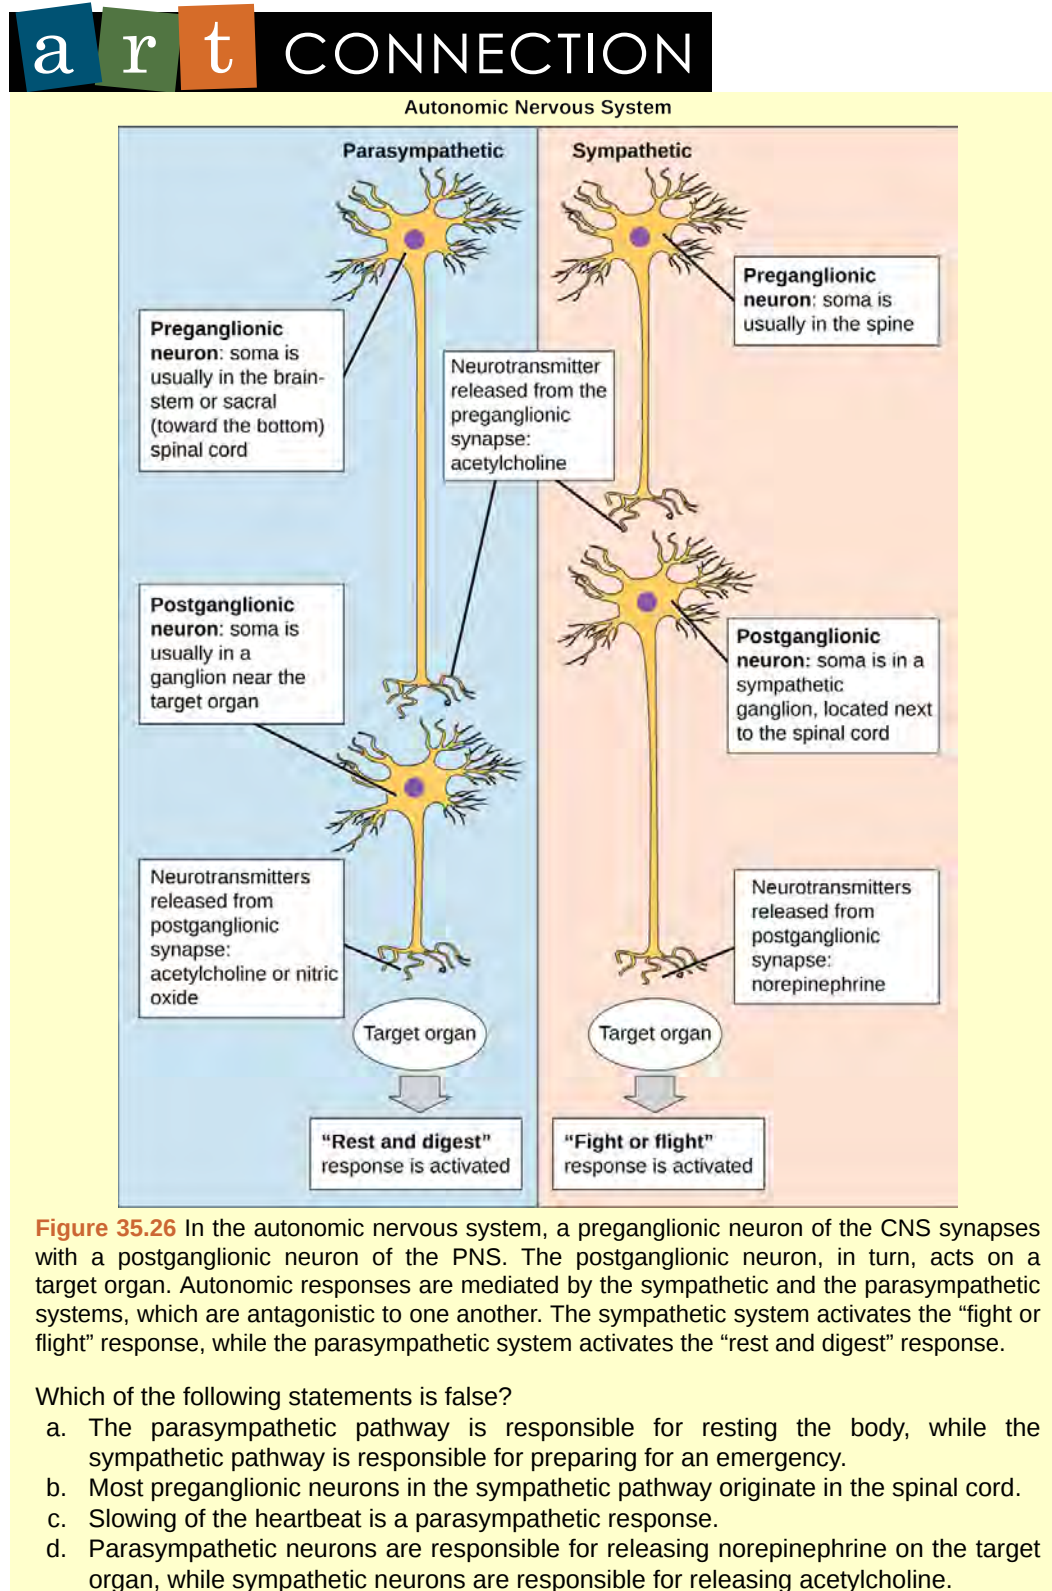 art CONNECTION
Autonomic Nervous System
Parasympathetic
Sympathetic
Preganglionic
neuron: soma is
usually in the spine
Preganglionic
neuron: soma is
usually in the brain-
stem or sacral
(toward the bottom)
spinal cord
Neurotransmitter
released from the
preganglionic
synapse:
acetylcholine
Postganglionic
neuron: soma is
usually in a
ganglion near the
target organ
Postganglionic
neuron: soma is in a
sympathetic
ganglion, located next
to the spinal cord
Neurotransmitters
released from
postganglionic
synapse:
acetylcholine or nitric
oxide
Neurotransmitters
released from
postganglionic
synapse:
norepinephrine
Target organ
Target organ
“Rest and digest”
response is activated
“Fight or flight”
response is activated
Figure 35.26 In the autonomic nervous system, a preganglionic neuron of the CNS synapses
with a postganglionic neuron of the PNS. The postganglionic neuron, in turn, acts on a
target organ. Autonomic responses are mediated by the sympathetic and the parasympathetic
systems, which are antagonistic to one another. The sympathetic system activates the “fight or
flight” response, while the parasympathetic system activates the “rest and digest” response.
Which of the following statements is false?
a. The parasympathetic pathway is responsible for resting the body, while the
sympathetic pathway is responsible for preparing for an emergency.
b. Most preganglionic neurons in the sympathetic pathway originate in the spinal cord.
c. Slowing of the heartbeat is a parasympathetic response.
d. Parasympathetic neurons are responsible for releasing norepinephrine on the target
organ, while sympathetic neurons are responsible for releasing acetylcholine.